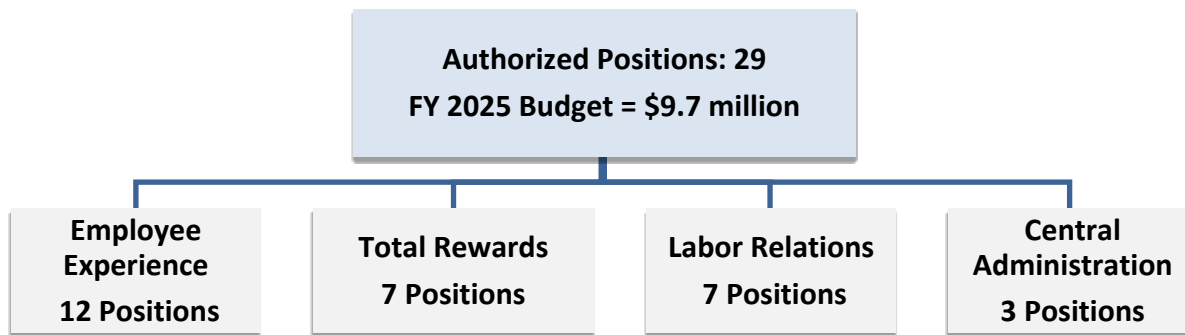 Authorized Positions: 29
FY 2025 Budget = $9.7 million
Employee
Experience
12 Positions
Total Rewards
7 Positions
Labor Relations
7 Positions
Central
Administration
3 Positions